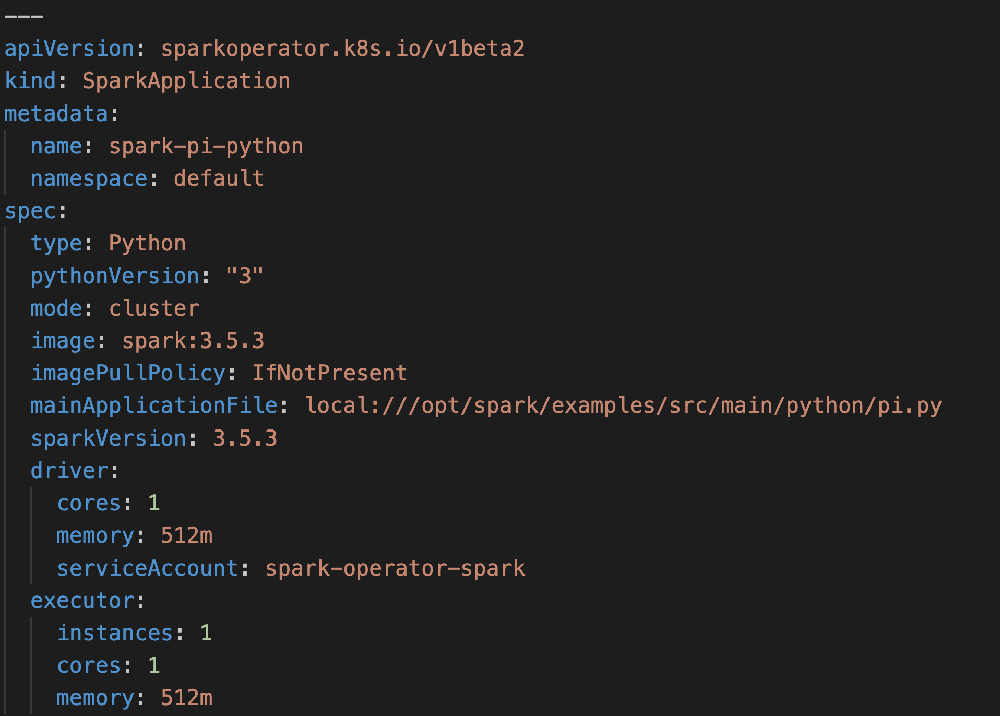 ---
apiVersion: sparkoperator.k8s.io/v1beta2
kind: SparkApplication
metadata:
  name: spark-pi-python
  namespace: default
spec:
  type: Python
  pythonVersion: "3"
  mode: cluster
  image: spark:3.5.3
  imagePullPolicy: IfNotPresent
  mainApplicationFile: local:///opt/spark/examples/src/main/python/pi.py
  sparkVersion: 3.5.3
  driver:
    cores: 1
    memory: 512m
    serviceAccount: spark-operator-spark
  executor:
    instances: 1
    cores: 1
    memory: 512m